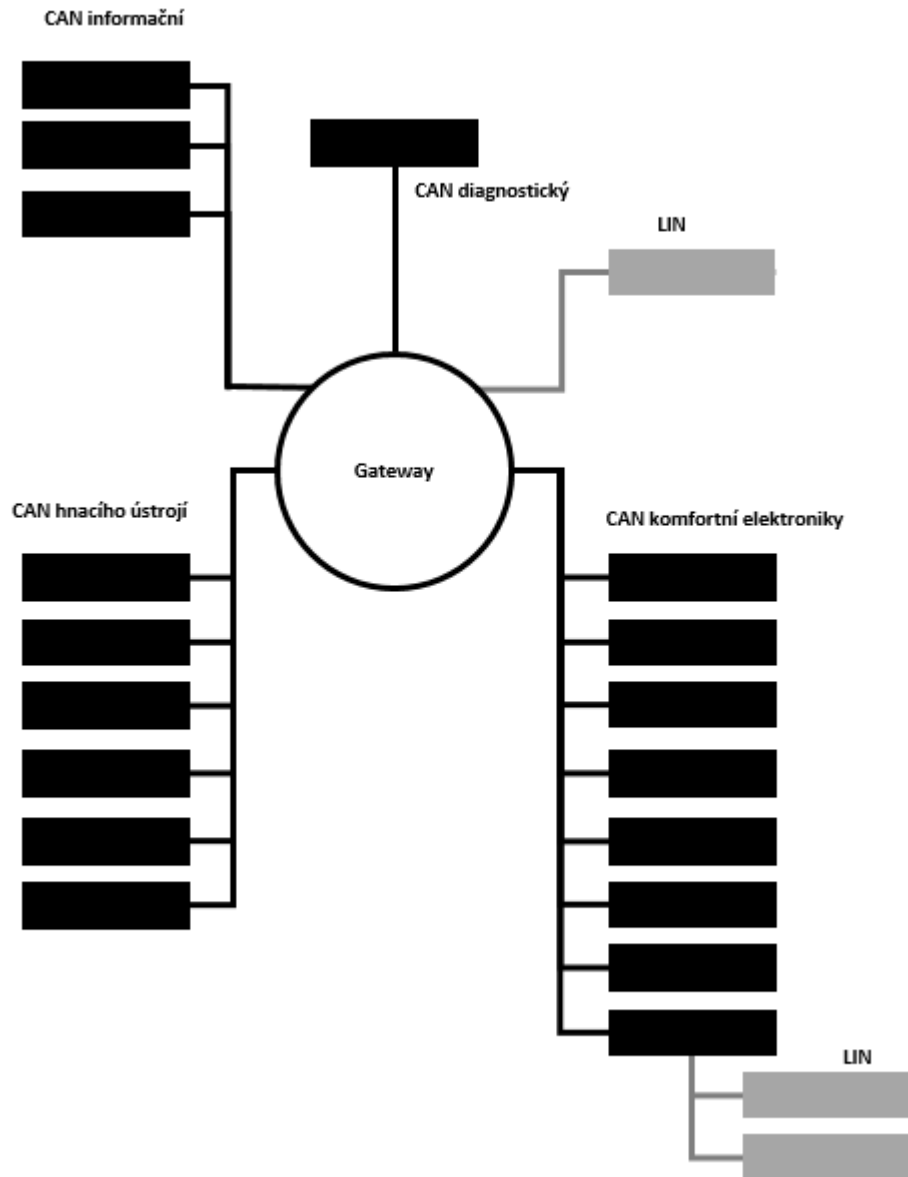 CAN informační
CAN diagnostický
LIN
Gateway
CAN hnacího ústrojí
CAN komfortní elektroniky
LIN